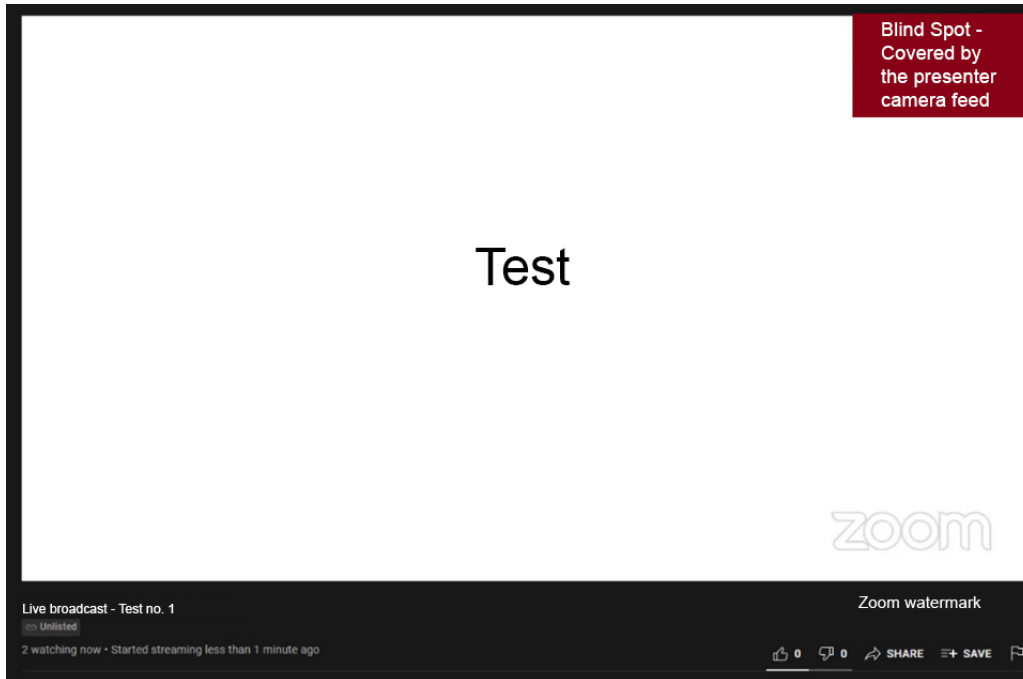 Blind Spot -
Covered by
the presenter
camera feed
Test
zoom
Zoom watermark
Live broadcast - Test no. 1
Unlisted
2 watching now • Started streaming less than 1 minute ago
0 0 SHARE SAVE